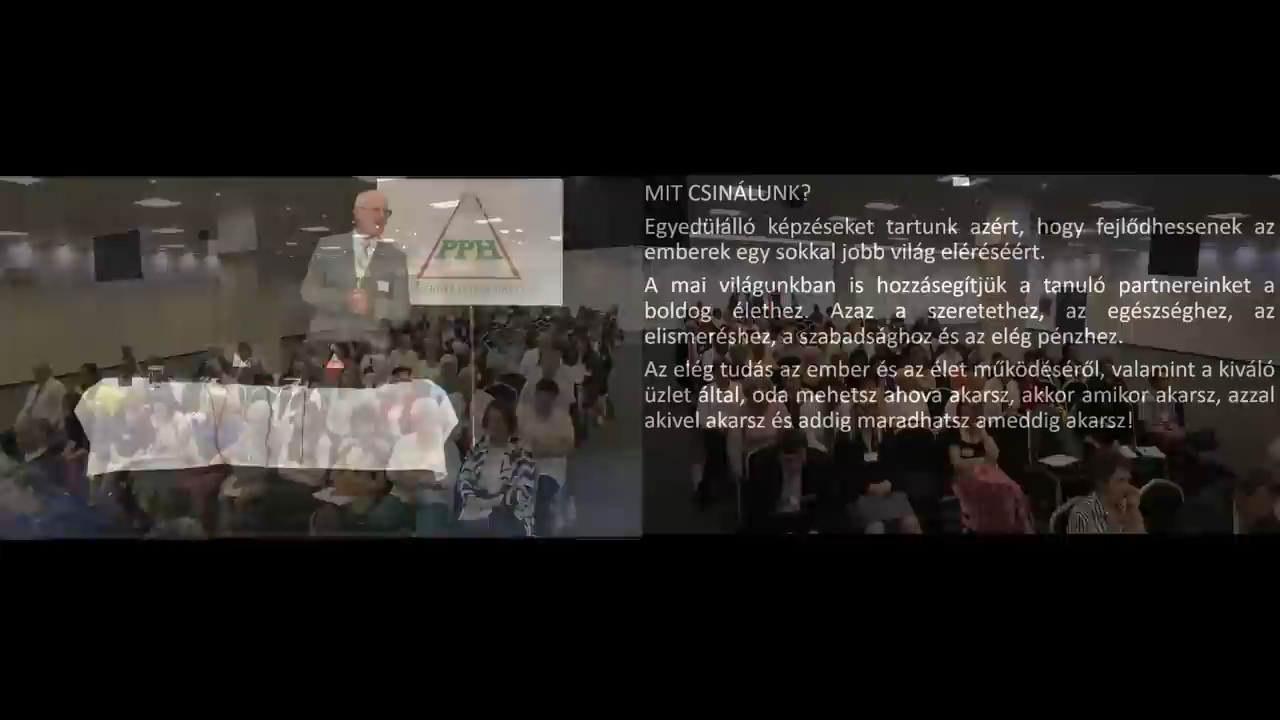 PPH
MIT CSINÁLUNK?
Egyedülálló képzéseket tartunk azért, hogy fejlődhessenek az
emberek egy sokkal jobb világ eléréséért.
A mai világunkban is hozzásegítjük a tanuló partnereinket a
boldog élethez. Azaz a szeretethez, az egészséghez, az
elismeréshez, a szabadsághoz és az elég pénzhez.
Az elég tudás az ember és az élet működéséről, valamint a kiváló
üzlet által, oda mehetsz ahova akarsz, akkor amikor akarsz, azzal
akivel akarsz és addig maradhatsz ameddig akarsz!